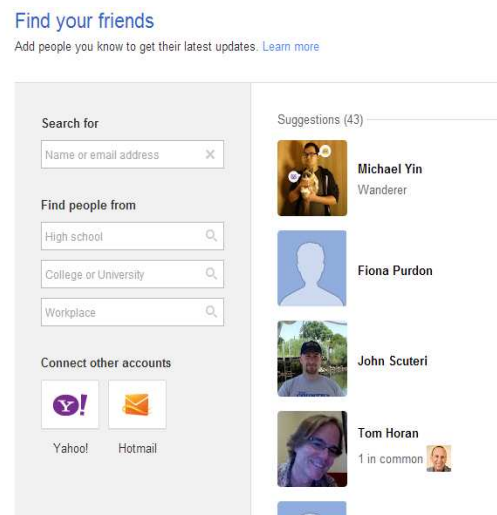 Find your friends
Add people you know to get their latest updates. Learn more
Search for
Name or email address
Find people from
High school
College or University
Workplace
Connect other accounts
Y!
Yahoo!
Hotmail
Suggestions (43)
Michael Yin
Wanderer
Fiona Purdon
John Scuteri
Tom Horan
1 in common